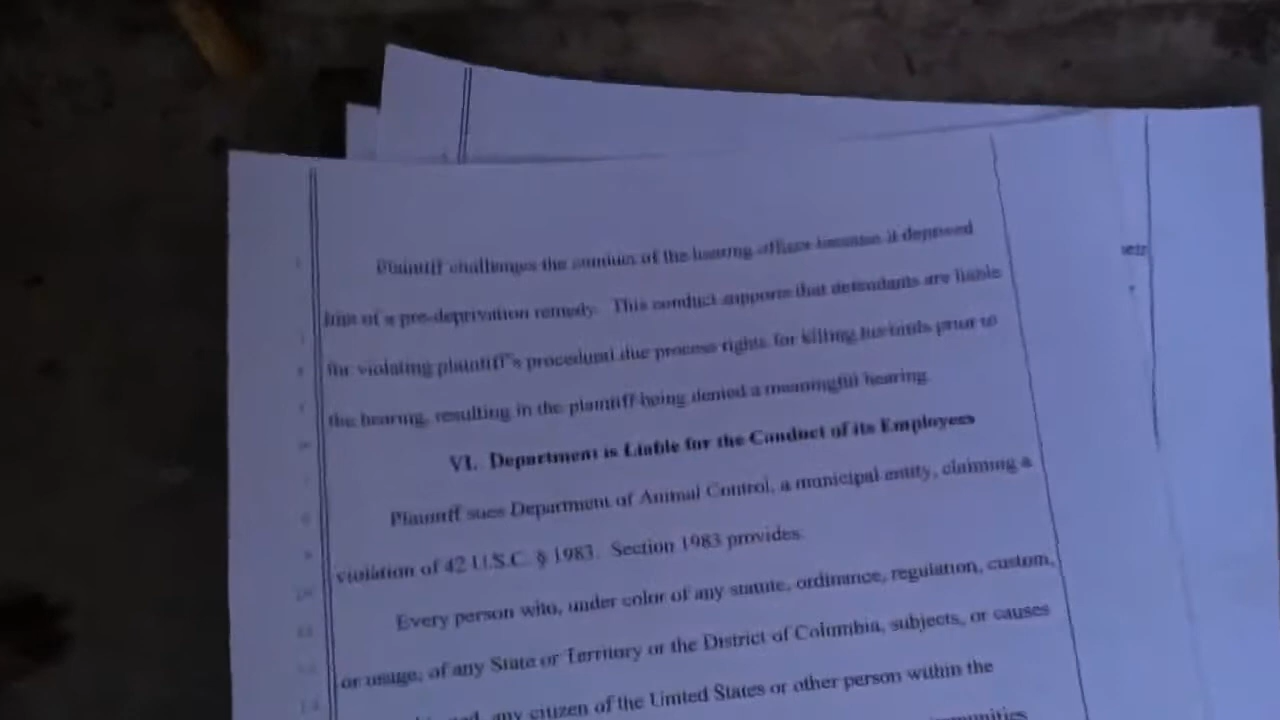 Plaintiff challenges the conduct of the hearing officer because it deprived
him of a pre-deprivation remedy. This conduct supports that defendants are liable
for violating plaintiff's procedural due process rights for killing his birds prior to
the hearing, resulting in the plaintiff being denied a meaningful hearing.
VI. Department is Liable for the Conduct of its Employees
Plaintiff sues Department of Animal Control, a municipal entity, claiming a
violation of 42 U.S.C. § 1983. Section 1983 provides:
Every person who, under color of any statute, ordinance, regulation, custom,
or usage, of any State or Territory or the District of Columbia, subjects, or causes
any citizen of the United States or other person within the